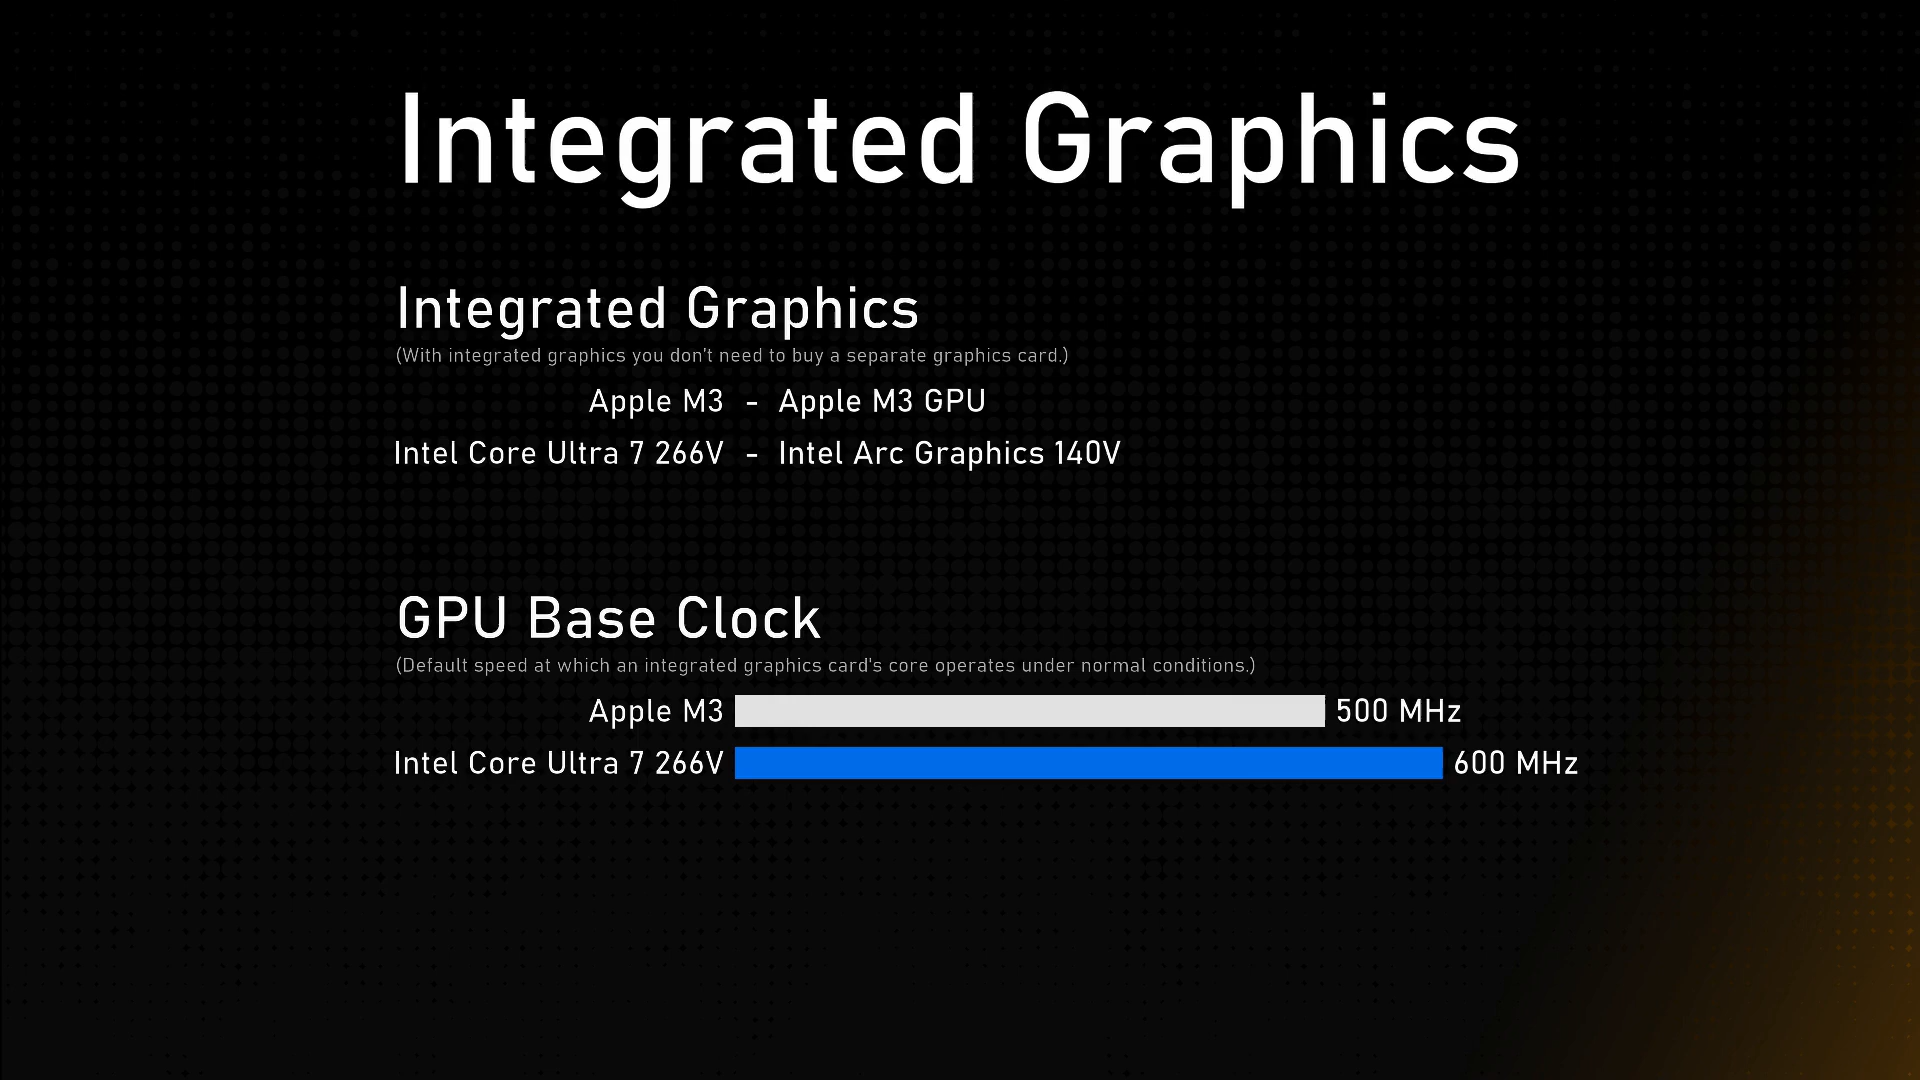 Integrated Graphics
Integrated Graphics
(With integrated graphics you don't need to buy a separate graphics card.)
Apple M3 - Apple M3 GPU
Intel Core Ultra 7 266V - Intel Arc Graphics 140V
GPU Base Clock
(Default speed at which an integrated graphics card's core operates under normal conditions.)
Apple M3 500 MHz
Intel Core Ultra 7 266V 600 MHz